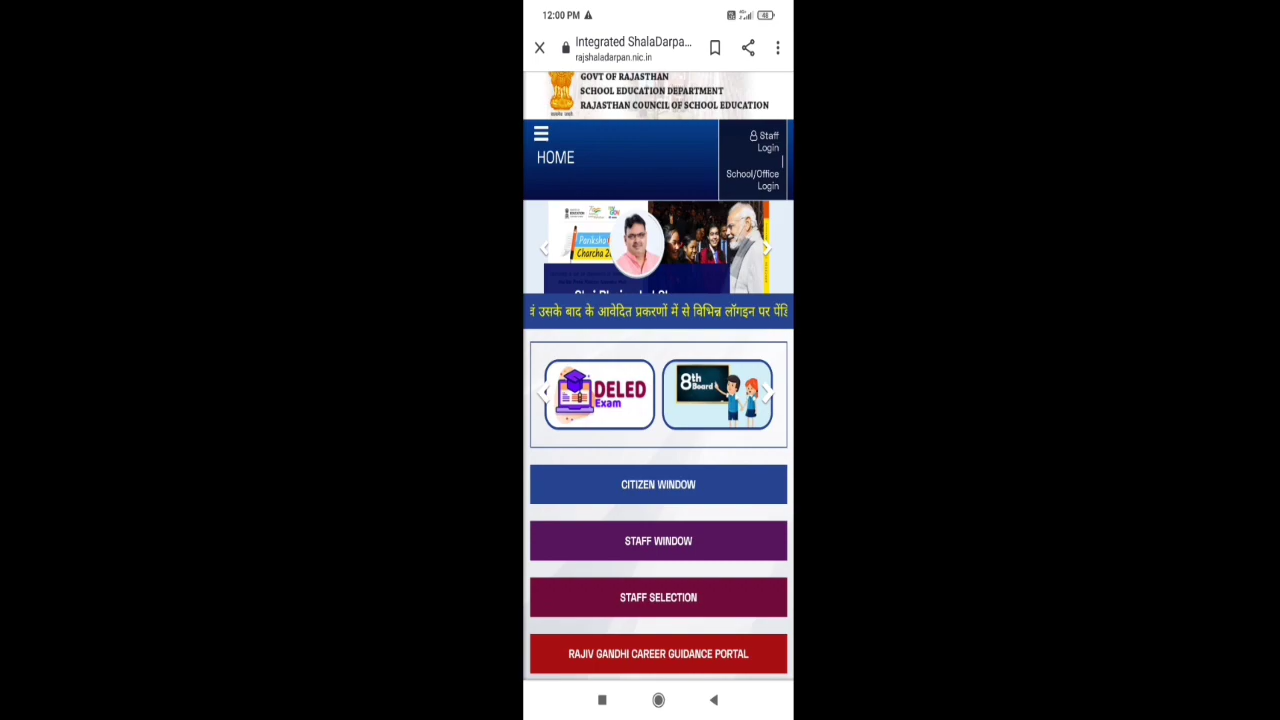 12:00 PM
48
Integrated ShalaDarpa...
rajshaladarpan.nic.in
GOVT OF RAJASTHAN
SCHOOL EDUCATION DEPARTMENT
RAJASTHAN COUNCIL OF SCHOOL EDUCATION
HOME
Staff
Login
|
School/Office
Login
Charcha 2
उसके बाद के आवेदित प्रकरणों में से विभिन्न लॉगइन पर
DELED
Exam
8th
Board
CITIZEN WINDOW
STAFF WINDOW
STAFF SELECTION
RAJIV GANDHI CAREER GUIDANCE PORTAL